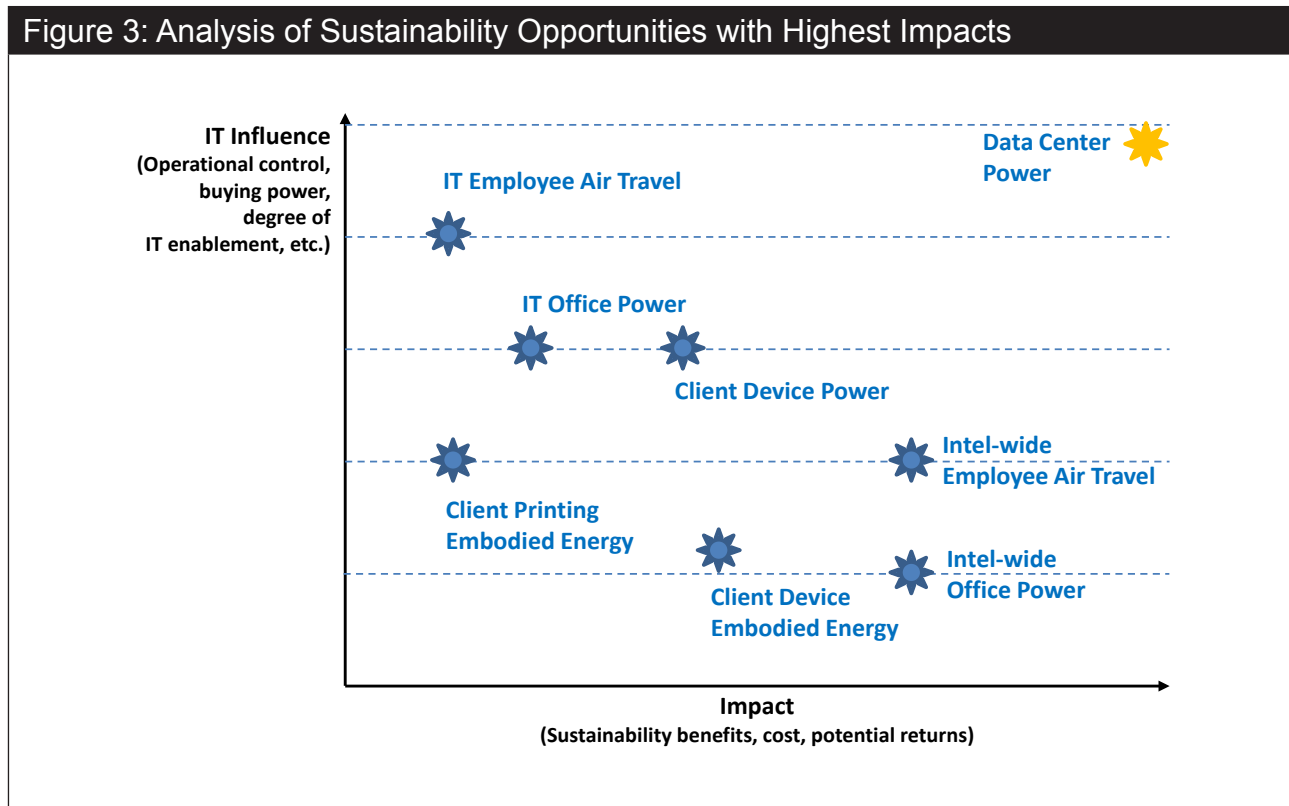 Figure 3: Analysis of Sustainability Opportunities with Highest Impacts
IT Influence
(Operational control,
buying power,
degree of
IT enablement, etc.)
Data Center
Power
IT Employee Air Travel
IT Office Power
Client Device Power
Intel-wide
Employee Air Travel
Client Printing
Embodied Energy
Intel-wide
Office Power
Client Device
Embodied Energy
Impact
(Sustainability benefits, cost, potential returns)